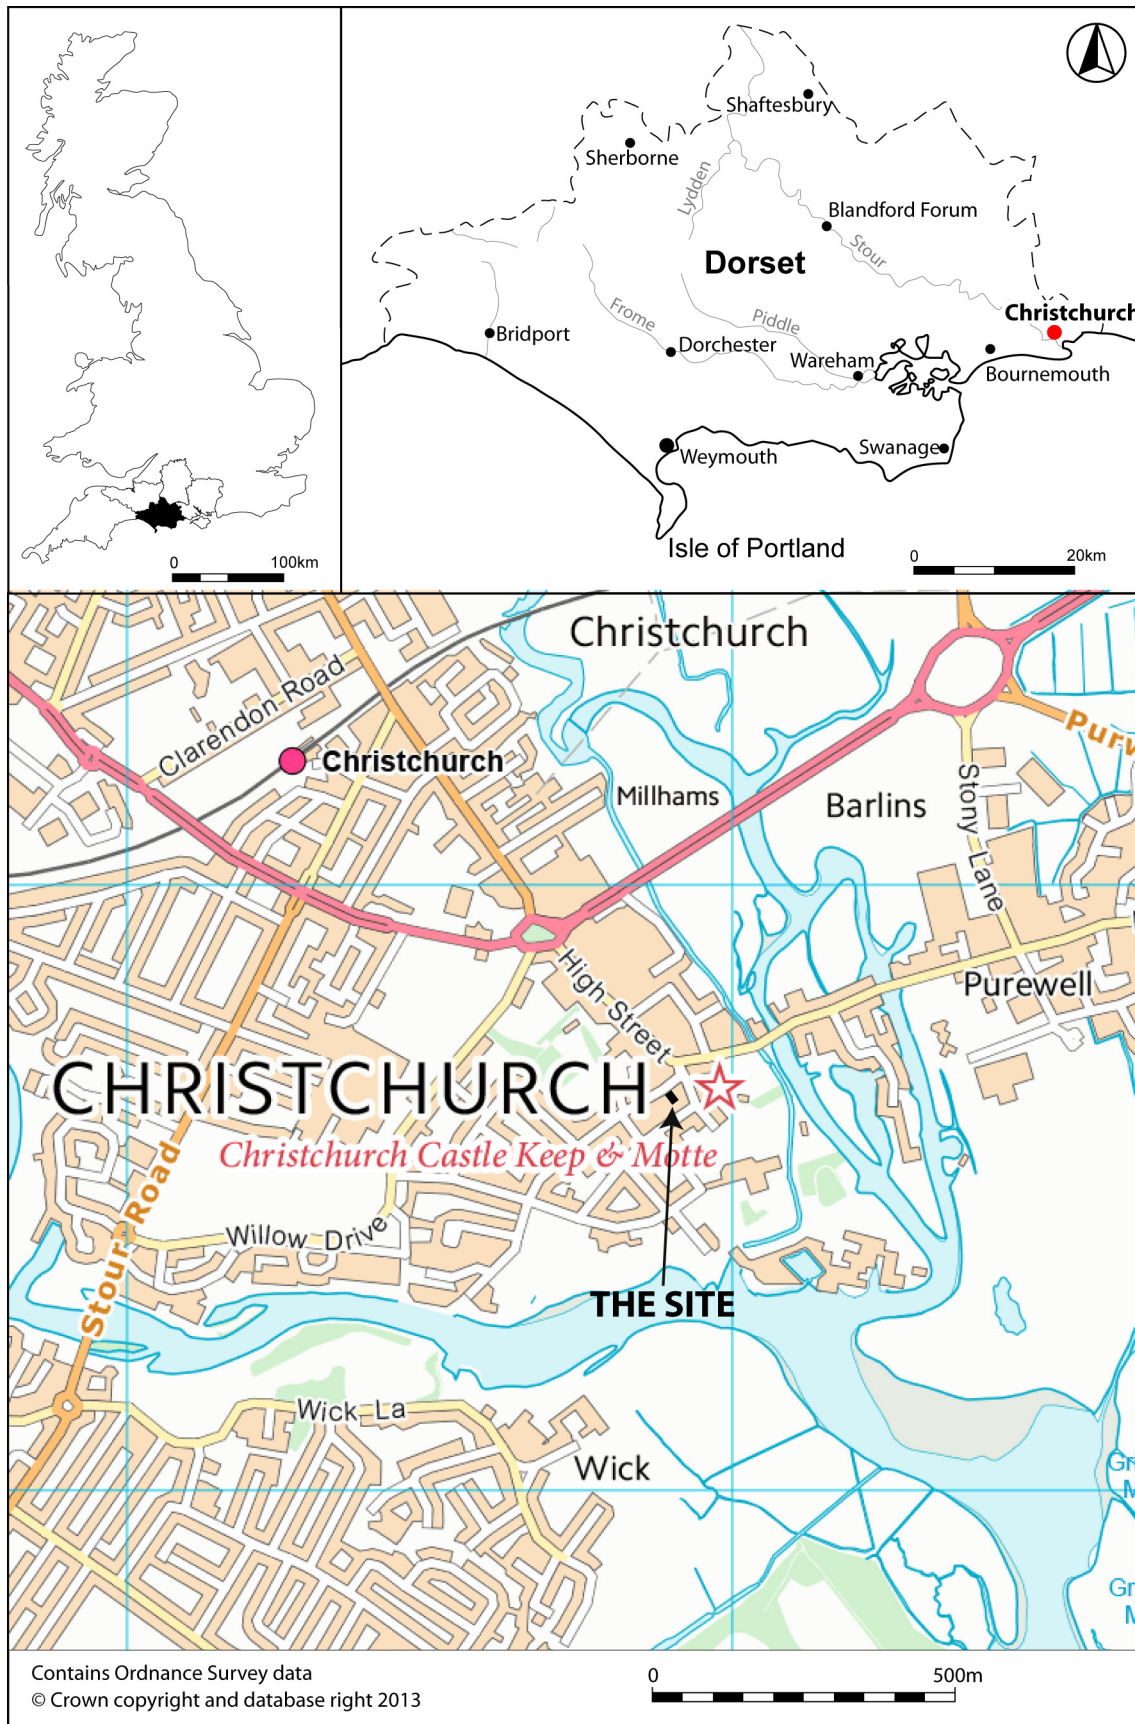 0 100km
Shaftesbury
Sherborne
Lydden
Blandford Forum
Stour
Dorset
Christchurch
Frome
Piddle
Bridport
Dorchester
Wareham
Bournemouth
Weymouth
Swanage
Isle of Portland
0 20km
Christchurch
Clarendon Road
Christchurch
Millhams
Barlins
Stony Lane
High Street
Purewell
CHRISTCHURCH
Christchurch Castle Keep & Motte
Stour Road
Willow Drive
THE SITE
Wick La
Wick
Contains Ordnance Survey data
© Crown copyright and database right 2013
0 500m